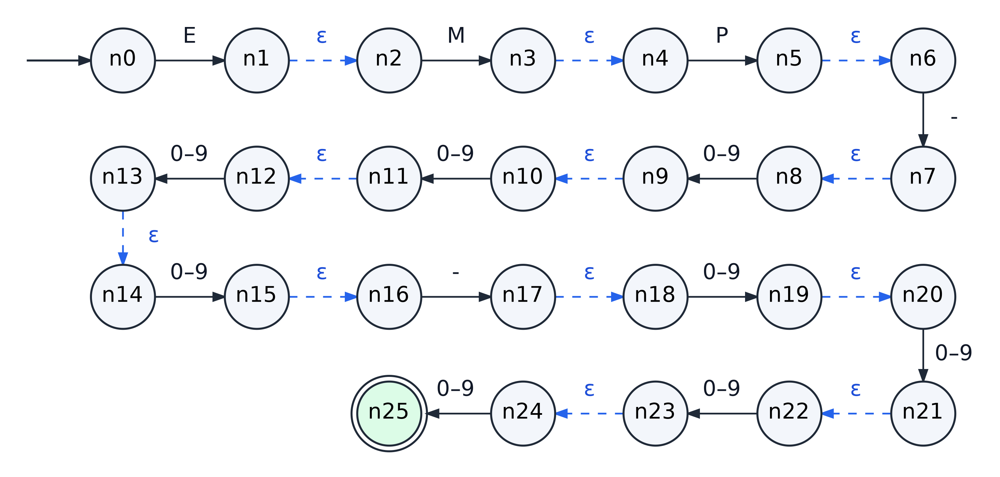 E ε M ε P ε
n0 n1 n2 n3 n4 n5 n6
-
0–9 ε 0–9 ε 0–9 ε
n13 n12 n11 n10 n9 n8 n7
ε
0–9 ε - ε 0–9 ε
n14 n15 n16 n17 n18 n19 n20
0–9
0–9 ε 0–9 ε
n25 n24 n23 n22 n21